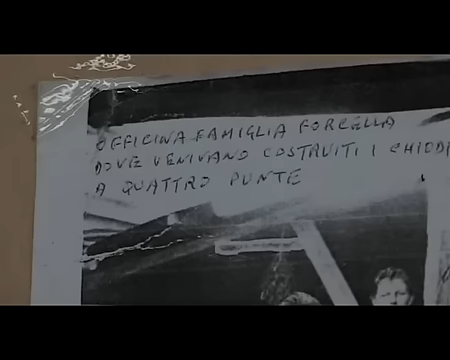 OFFICINA FAMIGLIA FORCELLA
DOVE VENIVANO COSTRUITI I CHIODI
A QUATTRO PUNTE